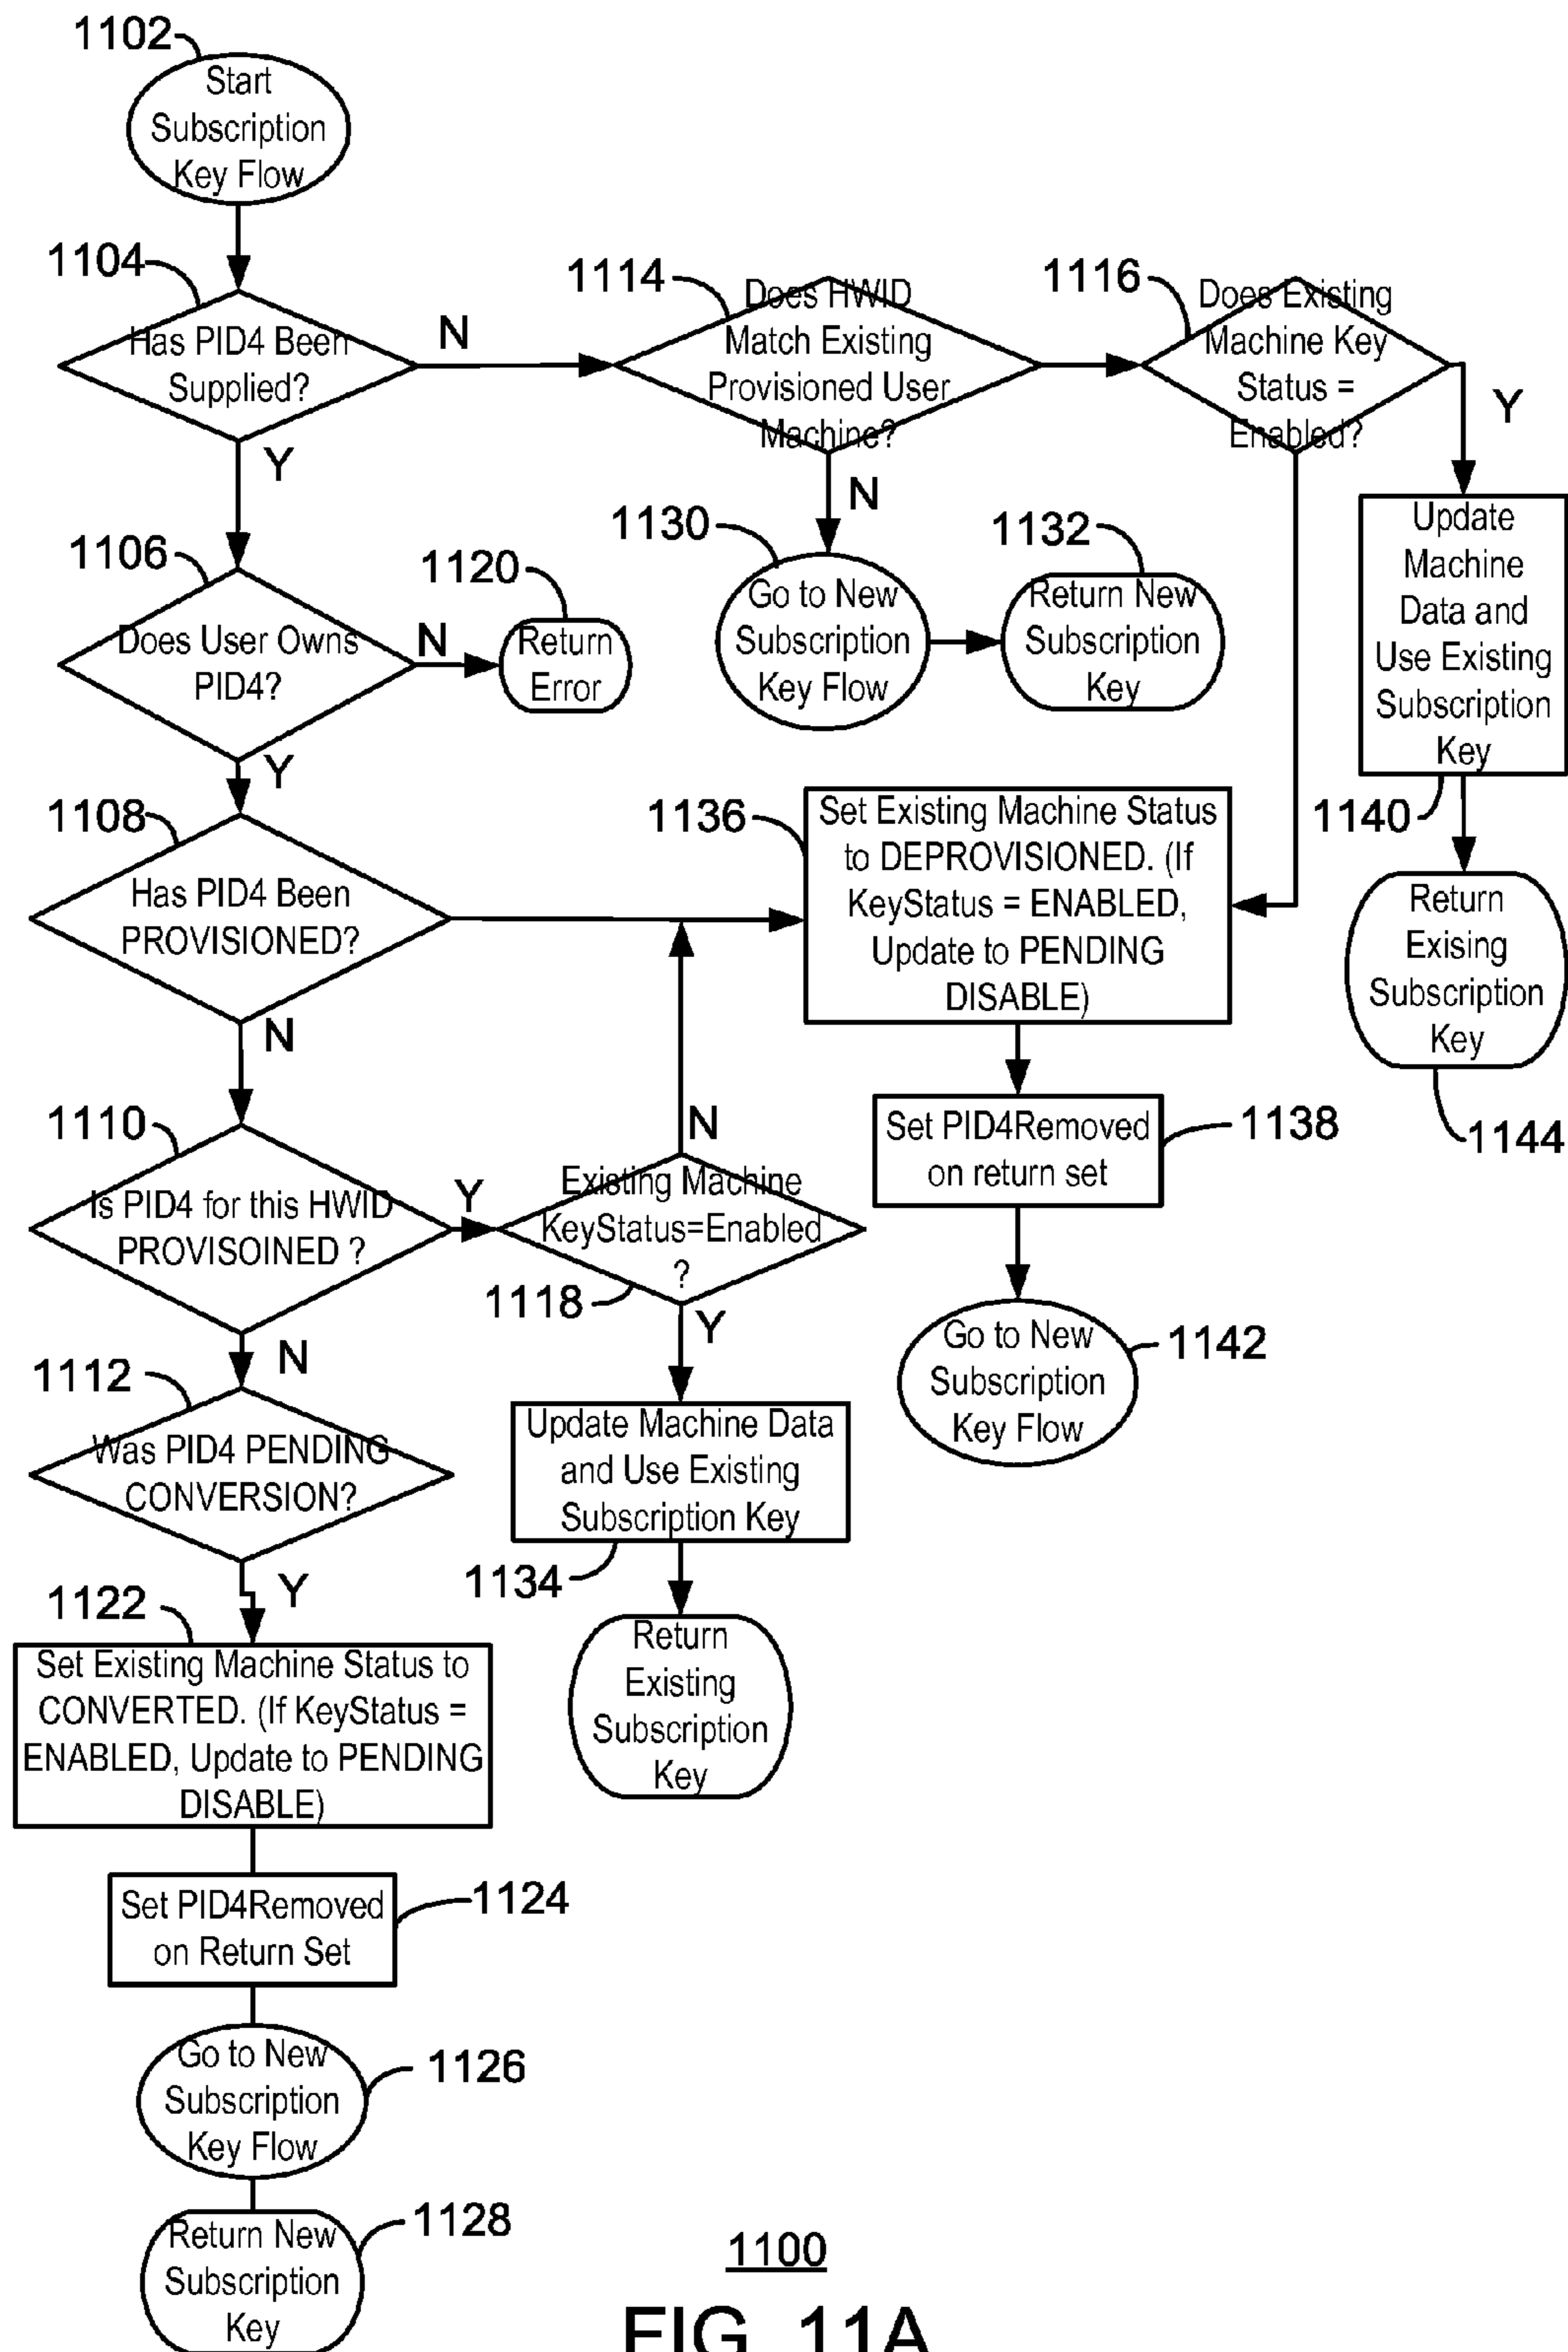 1102
Start
Subscription
Key Flow
1104
Has PID4 Been
Supplied?
N
Y
1114
Does HWID
Match Existing
Provisioned User
Machine?
N
1116
Does Existing
Machine Key
Status =
Enabled?
Y
1106
Does User Owns
PID4?
N
Y
1120
Return
Error
1130
Go to New
Subscription
Key Flow
1132
Return New
Subscription
Key
Update
Machine
Data and
Use Existing
Subscription
Key
1140
1108
Has PID4 Been
PROVISIONED?
N
1136
Set Existing Machine Status
to DEPROVISIONED. (If
KeyStatus = ENABLED,
Update to PENDING
DISABLE)
Return
Exising
Subscription
Key
1144
1110
Is PID4 for this HWID
PROVISOINED ?
Y
N
N
Existing Machine
KeyStatus=Enabled
?
1118
Y
Set PID4Removed
on return set
1138
Go to New
Subscription
Key Flow
1142
1112
Was PID4 PENDING
CONVERSION?
Y
Update Machine Data
and Use Existing
Subscription Key
1134
Return
Existing
Subscription
Key
1122
Set Existing Machine Status to
CONVERTED. (If KeyStatus =
ENABLED, Update to PENDING
DISABLE)
Set PID4Removed
on Return Set
1124
Go to New
Subscription
Key Flow
1126
Return New
Subscription
Key
1128
1100
FIG. 11A